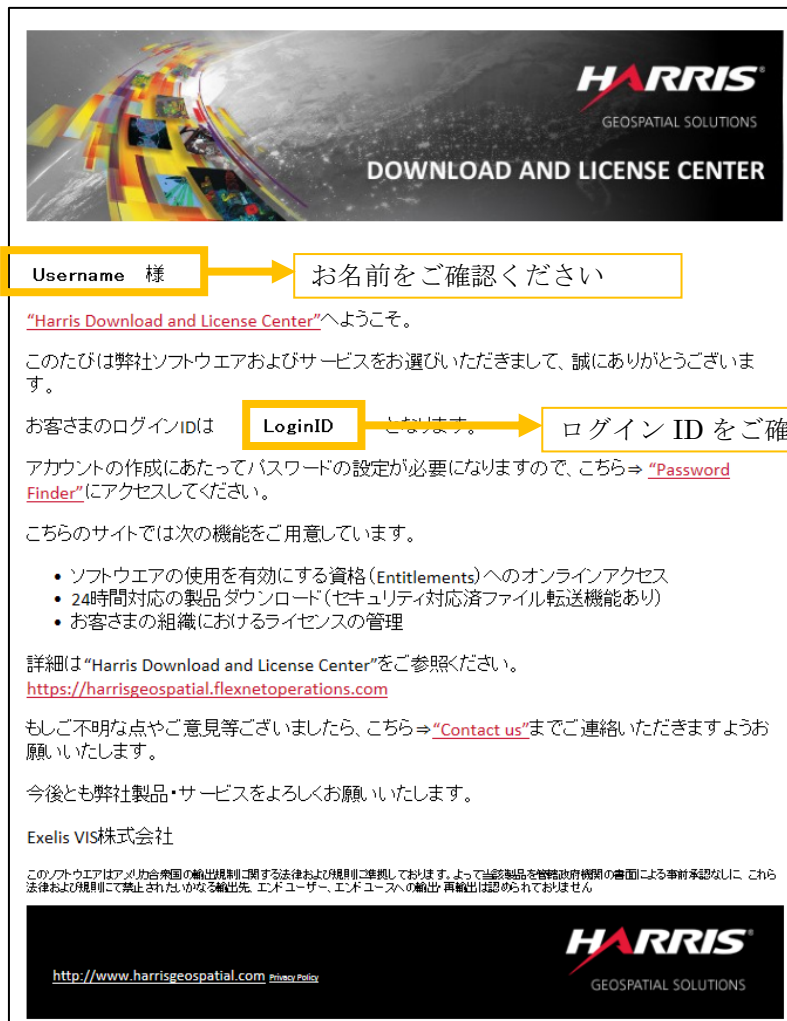 HARRIS®
GEOSPATIAL SOLUTIONS
DOWNLOAD AND LICENSE CENTER
Username 様
お名前をご確認ください
“Harris Download and License Center”へようこそ。
このたびは弊社ソフトウエアおよびサービスをお選びいただきまして、誠にありがとうございま
す。
お客さまのログインIDは LoginID となります。
ログイン ID をご確
アカウントの作成にあたってパスワードの設定が必要になりますので、こちら⇒ “Password
Finder”にアクセスしてください。
こちらのサイトでは次の機能をご用意しています。
• ソフトウエアの使用を有効にする資格(Entitlements)へのオンラインアクセス
• 24時間対応の製品ダウンロード(セキュリティ対応済ファイル転送機能あり)
• お客さまの組織におけるライセンスの管理
詳細は“Harris Download and License Center”をご参照ください。
https://harrisgeospatial.flexnetoperations.com
もしご不明な点やご意見等ございましたら、こちら⇒“Contact us”までご連絡いただきますようお
願いいたします。
今後とも弊社製品・サービスをよろしくお願いいたします。
Exelis VIS株式会社
このソフトウエアはアメリカ合衆国の輸出規制に関する法律および規則に準拠しております。よって当該製品を管轄政府機関の書面による事前承認なしに、これら
法律および規則にて禁止されたいかなる輸出先、エンドユーザー、エンドユースへの輸出・再輸出は認められておりません
HARRIS®
http://www.harrisgeospatial.com Privacy Policy
GEOSPATIAL SOLUTIONS